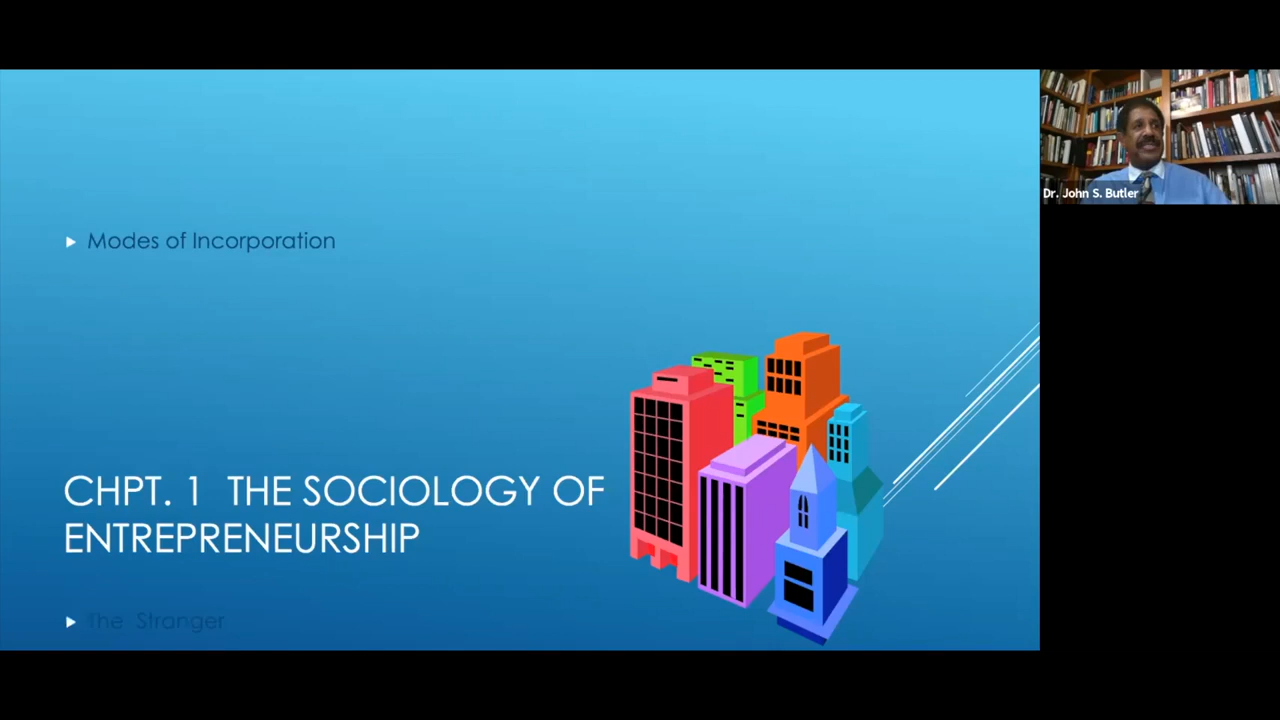 Modes of Incorporation
CHPT. 1 THE SOCIOLOGY OF
ENTREPRENEURSHIP
The Stranger
Dr. John S. Butler